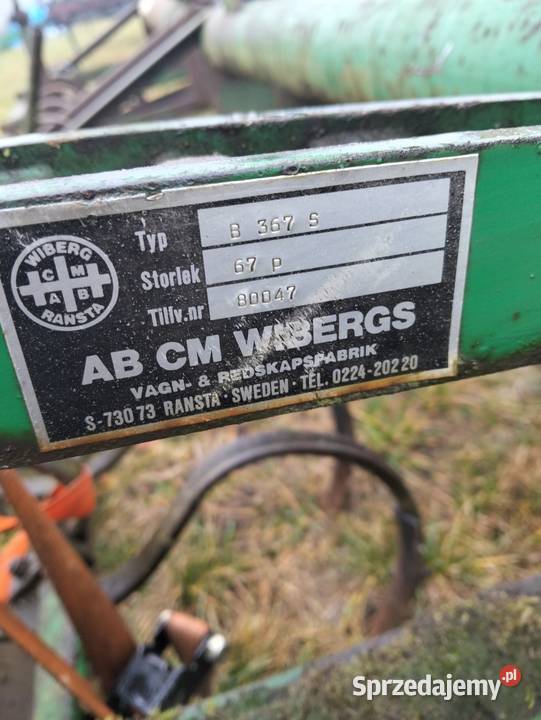 WIBERG
C M
A B
RANSTA
Typ B 367 S
Storlek 67 P
Tillv.nr 80047
AB CM WIBERGS
VAGN- & REDSKAPSFABRIK
S-730 73 RANSTA · SWEDEN · TEL. 0224-202 20
Sprzedajemy.pl